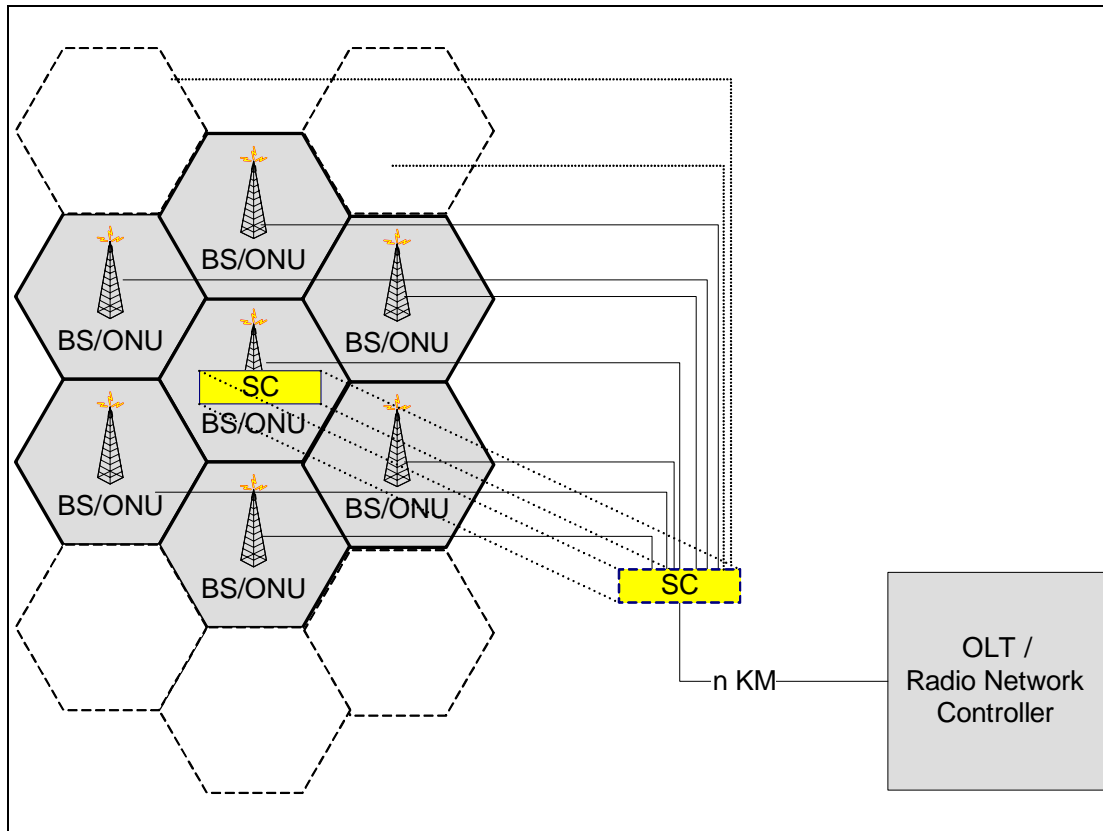 BS/ONU
BS/ONU
BS/ONU
SC
BS/ONU
BS/ONU
BS/ONU
BS/ONU
SC
n KM
OLT /
Radio Network
Controller